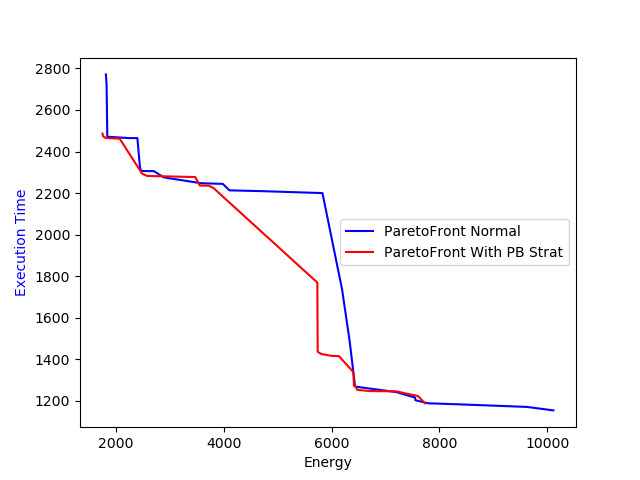 2800
2600
2400
2200
2000
1800
1600
1400
1200
Execution Time
ParetoFront Normal
ParetoFront With PB Strat
2000 4000 6000 8000 10000
Energy